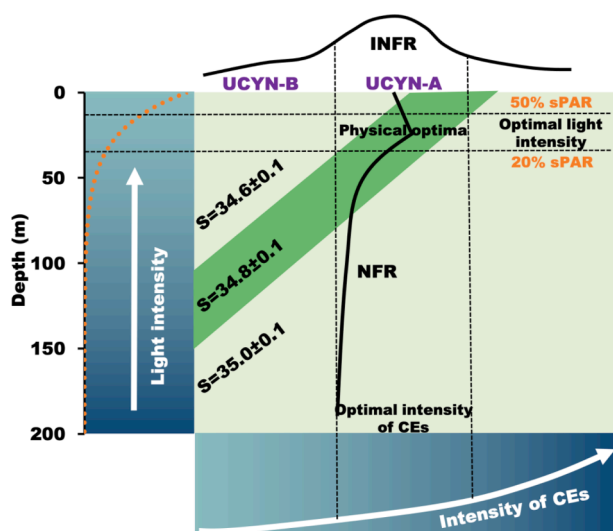 INFR
UCYN-B
UCYN-A
0
50% sPAR
Physical optima
Optimal light
intensity
20% sPAR
50
S=34.6±0.1
100
S=34.8±0.1
NFR
150
S=35.0±0.1
200
Depth (m)
Light intensity
Optimal intensity
of CEs
Intensity of CEs